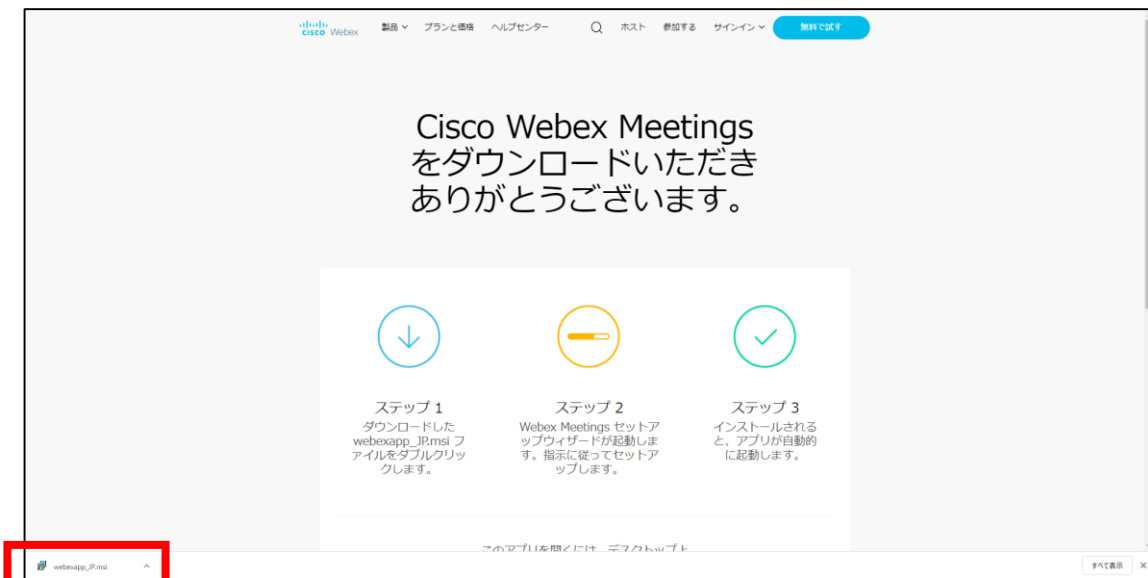 CISCO Webex 製品 プランと価格 ヘルプセンター ホスト 参加する サインイン 無料で試す
Cisco Webex Meetings
をダウンロードいただき
ありがとうございます。
ステップ 1
ダウンロードした
webexapp_JP.msi フ
ァイルをダブルクリッ
クします。
ステップ 2
Webex Meetings セットア
ップウィザードが起動しま
す。指示に従ってセットア
ップします。
ステップ 3
インストールされる
と、アプリが自動的
に起動します。
このアプリを開くには、デスクトップ上
webexapp_JP.msi すべて表示